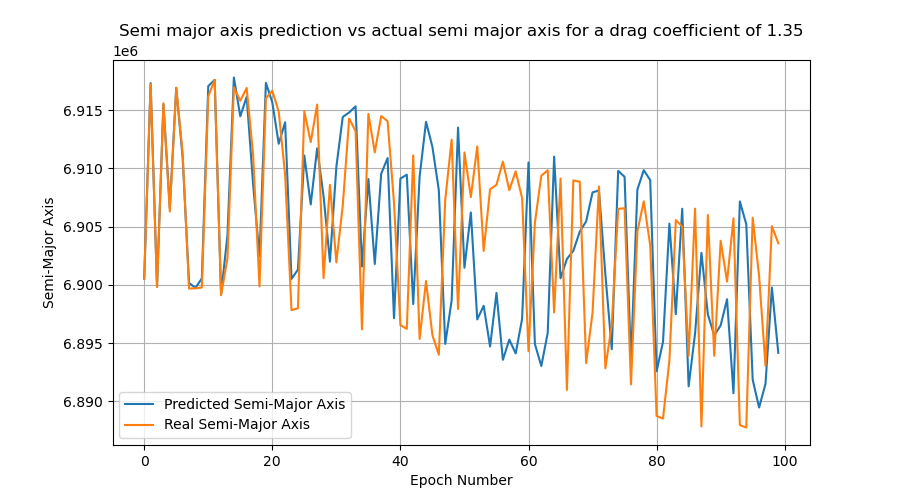 Semi major axis prediction vs actual semi major axis for a drag coefficient of 1.35
1e6
6.915
6.910
6.905
6.900
6.895
6.890
Semi-Major Axis
Predicted Semi-Major Axis
Real Semi-Major Axis
0 20 40 60 80 100
Epoch Number